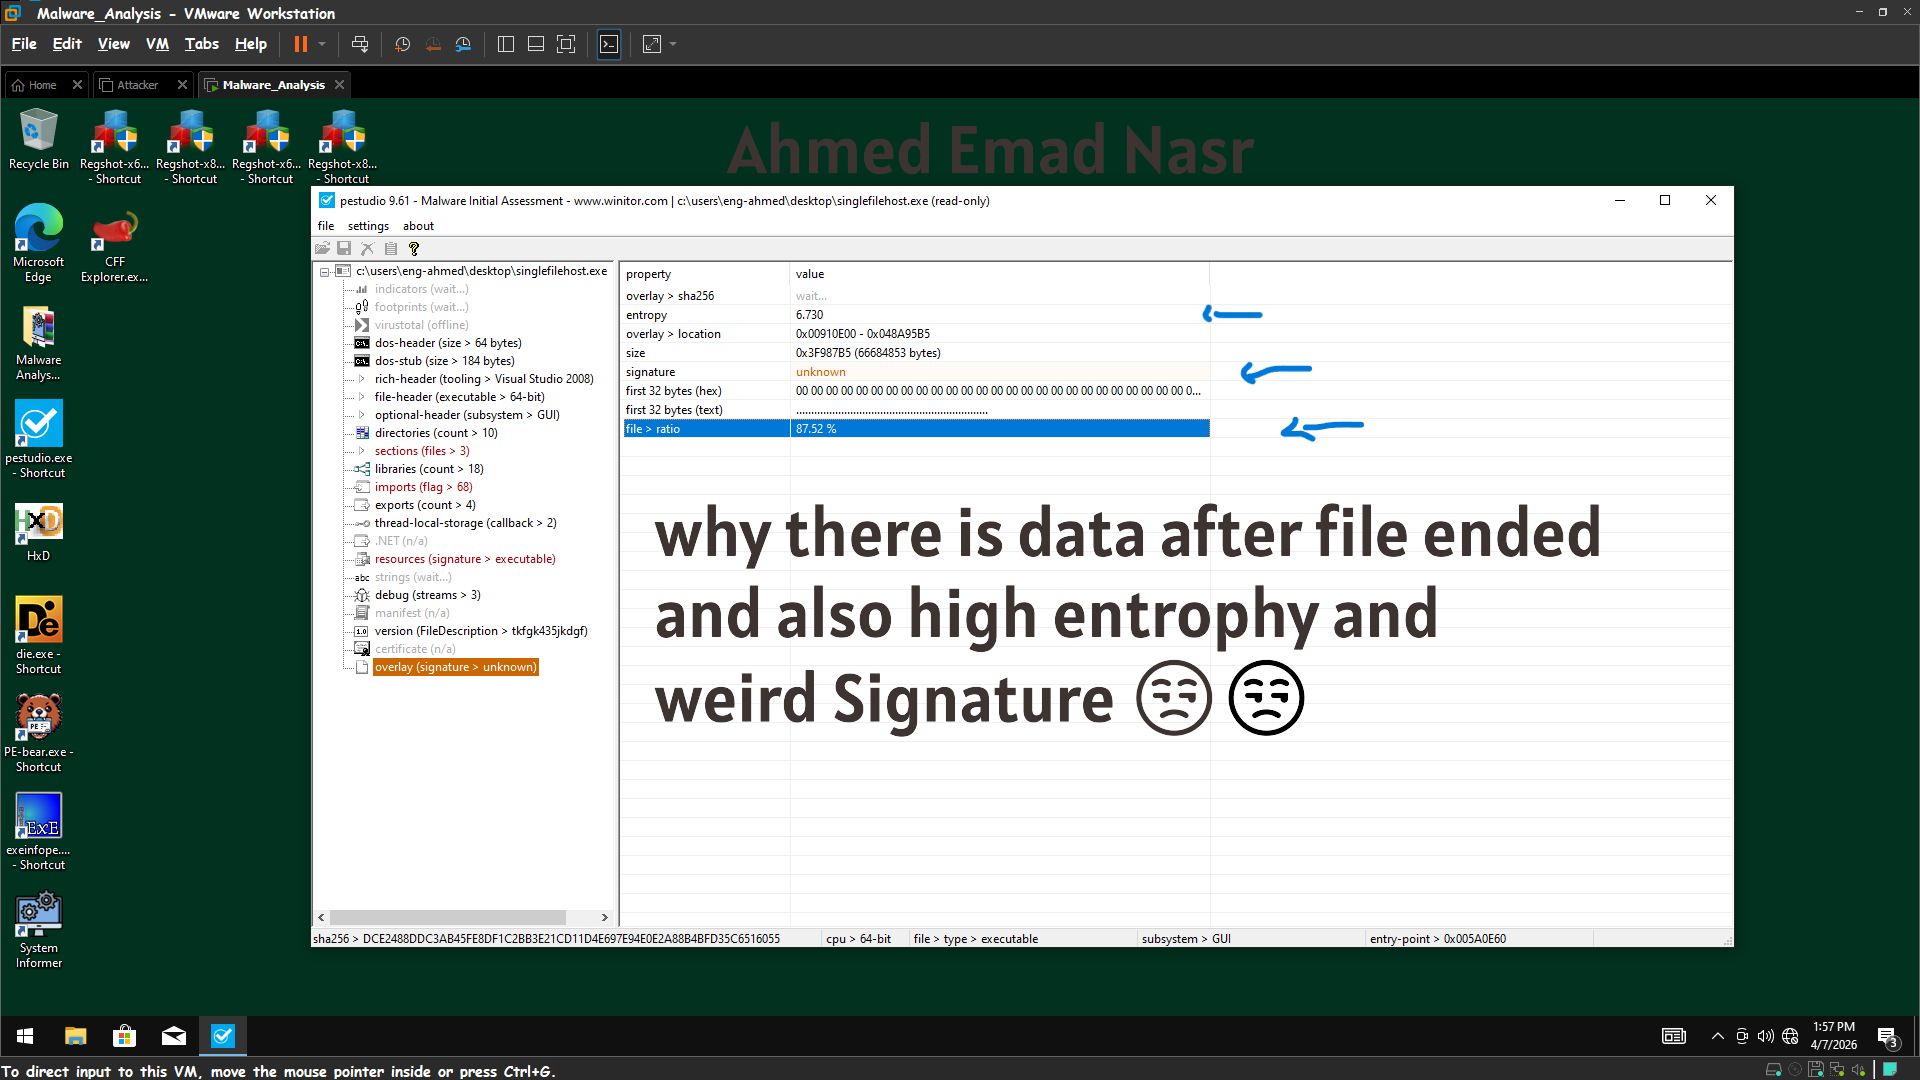 Malware_Analysis - VMware Workstation
File Edit View VM Tabs Help
Home
Attacker
Malware_Analysis
Ahmed Emad Nasr
Recycle Bin
Regshot-x6... - Shortcut
Regshot-x8... - Shortcut
Regshot-x6... - Shortcut
Regshot-x8... - Shortcut
Microsoft Edge
CFF Explorer.ex...
Malware Analys...
pestudio.exe - Shortcut
HxD
die.exe - Shortcut
PE-bear.exe - Shortcut
exeinfope.... - Shortcut
System Informer
pestudio 9.61 - Malware Initial Assessment - www.winitor.com | c:\users\eng-ahmed\desktop\singlefilehost.exe (read-only)
file settings about
c:\users\eng-ahmed\desktop\singlefilehost.exe
indicators (wait...)
footprints (wait...)
virustotal (offline)
dos-header (size > 64 bytes)
dos-stub (size > 184 bytes)
rich-header (tooling > Visual Studio 2008)
file-header (executable > 64-bit)
optional-header (subsystem > GUI)
directories (count > 10)
sections (files > 3)
libraries (count > 18)
imports (flag > 68)
exports (count > 4)
thread-local-storage (callback > 2)
.NET (n/a)
resources (signature > executable)
abc strings (wait...)
debug (streams > 3)
manifest (n/a)
1.0 version (FileDescription > tkfgk435jkdgf)
certificate (n/a)
overlay (signature > unknown)
property value
overlay > sha256 wait...
entropy 6.730
overlay > location 0x00910E00 - 0x048A95B5
size 0x3F987B5 (66684853 bytes)
signature unknown
first 32 bytes (hex) 00 00 00 00 00 00 00 00 00 00 00 00 00 00 00 00 00 00 00 00 00 00 00 00 00 00 0...
first 32 bytes (text) ................................................................
file > ratio 87.52 %
why there is data after file ended
and also high entrophy and
weird Signature 😒😒
sha256 > DCE2488DDC3AB45FE8DF1C2BB3E21CD11D4E697E94E0E2A88B4BFD35C6516055 cpu > 64-bit file > type > executable subsystem > GUI entry-point > 0x005A0E60
1:57 PM
4/7/2026
3
To direct input to this VM, move the mouse pointer inside or press Ctrl+G.